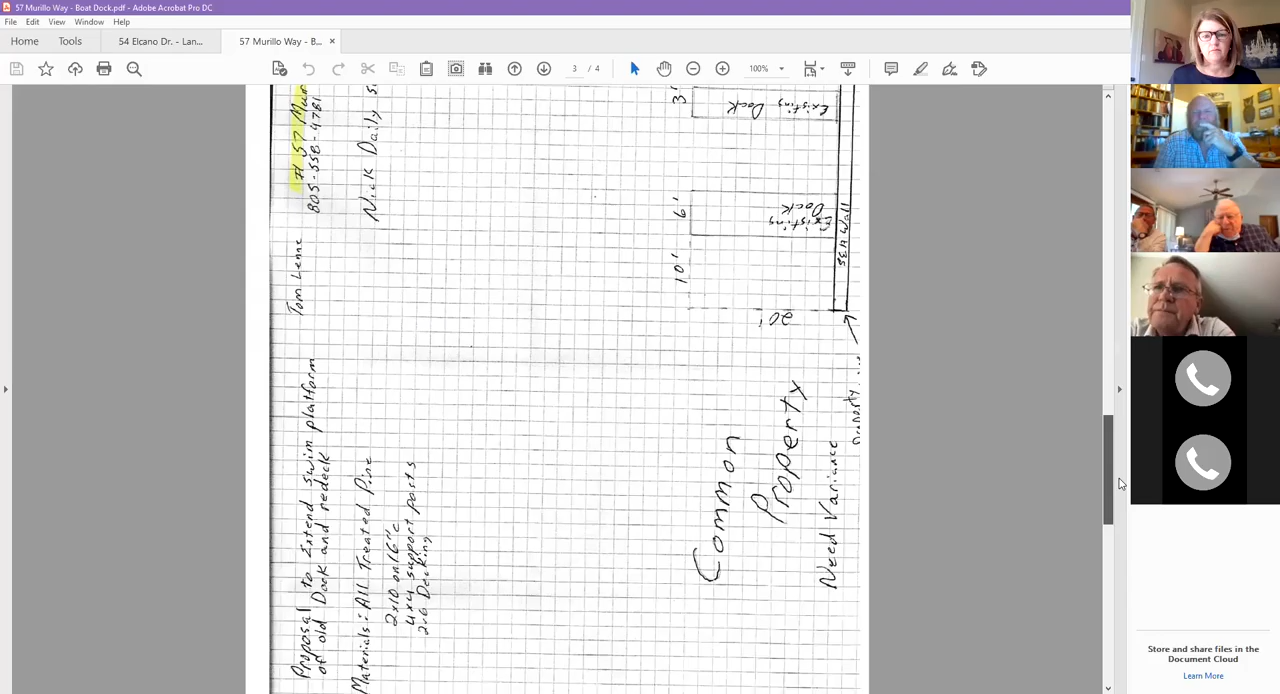 57 Murillo Way - Boat Dock.pdf - Adobe Acrobat Pro DC
File Edit View Window Help
Home Tools 54 Elcano Dr. - Lan... 57 Murillo Way - B... ×
3 / 4 100%
# 57 Mur
805-558-4781
Nick Daily
Tom Lenne
Proposal to Extend Swim platform
of old Dock and redeck
Materials: All Treated Pine
2x10 on 16"c
4x4 support posts
2x6 Decking
3'
Existing Dock
6'
Existing
Dock
10'
20'
SEA Wall
Common
Property
Need Variance
Store and share files in the
Document Cloud
Learn More